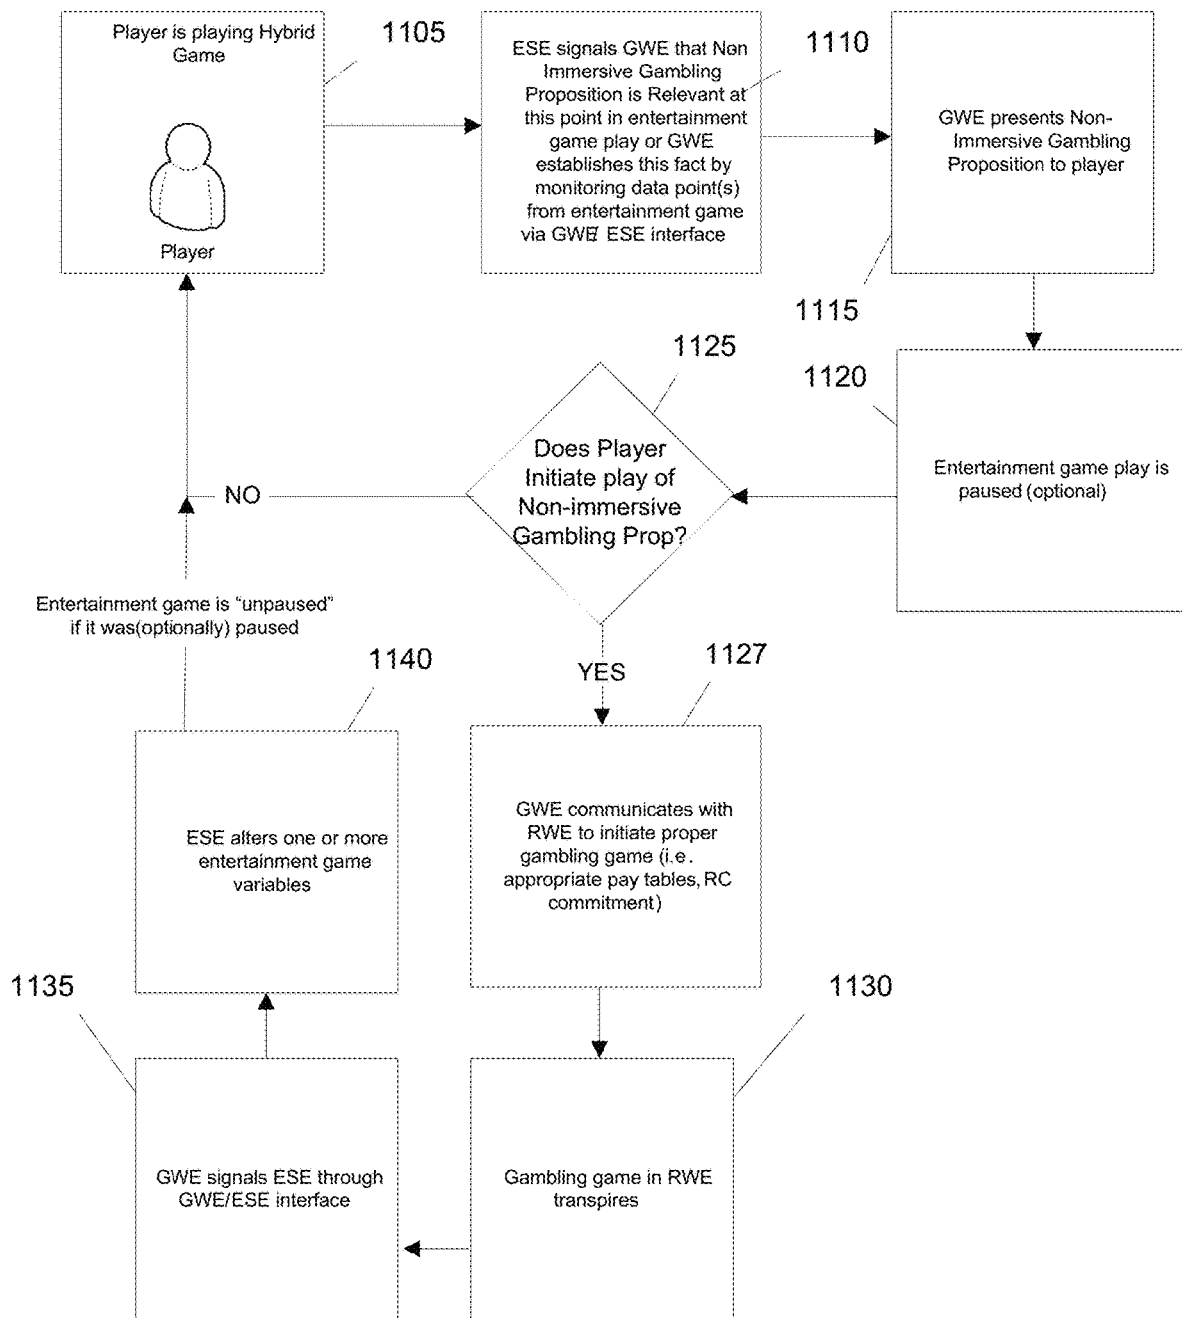 Player is playing Hybrid
Game
Player
1105
ESE signals GWE that Non
Immersive Gambling
Proposition is Relevant at
this point in entertainment
game play or GWE
establishes this fact by
monitoring data point(s)
from entertainment game
via GWE/ ESE interface
1110
GWE presents Non-
Immersive Gambling
Proposition to player
1115
1120
Entertainment game play is
paused (optional)
1125
Does Player
Initiate play of
Non-immersive
Gambling Prop?
NO
Entertainment game is "unpaused"
if it was(optionally) paused
YES
1127
GWE communicates with
RWE to initiate proper
gambling game (i.e.
appropriate pay tables, RC
commitment)
1130
Gambling game in RWE
transpires
1135
GWE signals ESE through
GWE/ESE interface
1140
ESE alters one or more
entertainment game
variables